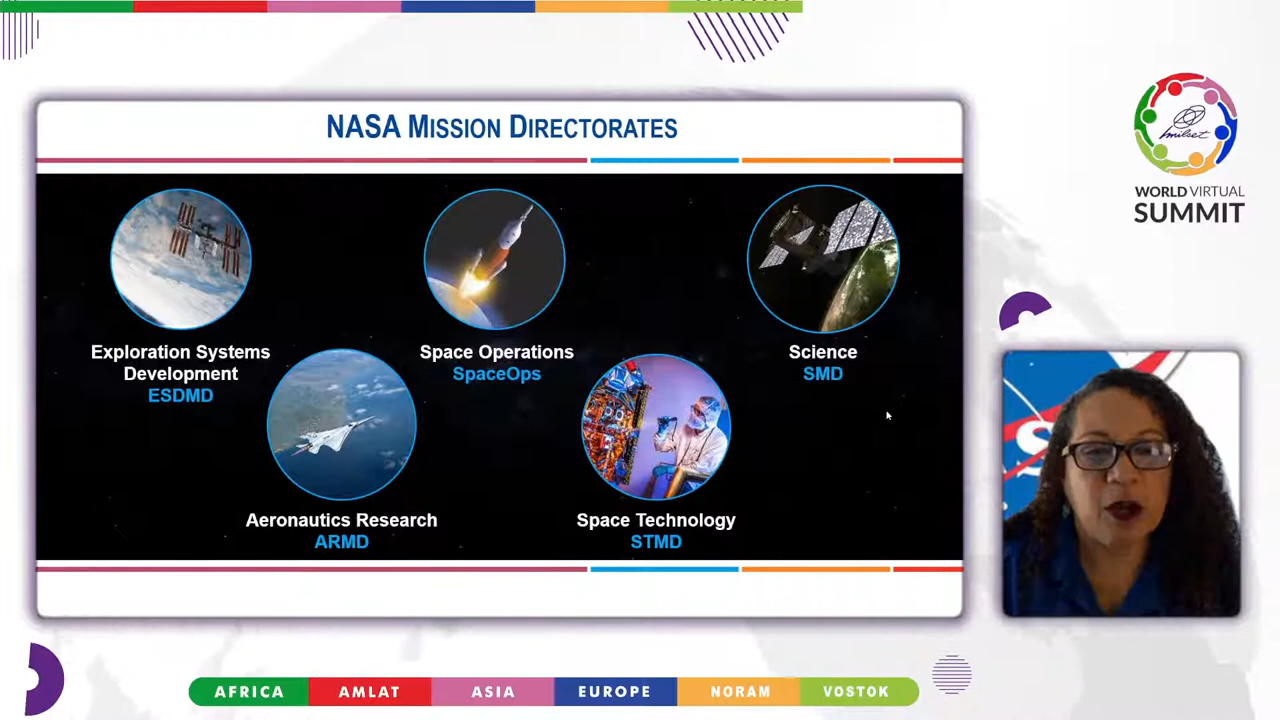 NASA MISSION DIRECTORATES
milset
WORLD VIRTUAL
SUMMIT
Exploration Systems
Development
ESDMD
Space Operations
SpaceOps
Science
SMD
Aeronautics Research
ARMD
Space Technology
STMD
AFRICA
AMLAT
ASIA
EUROPE
NORAM
VOSTOK